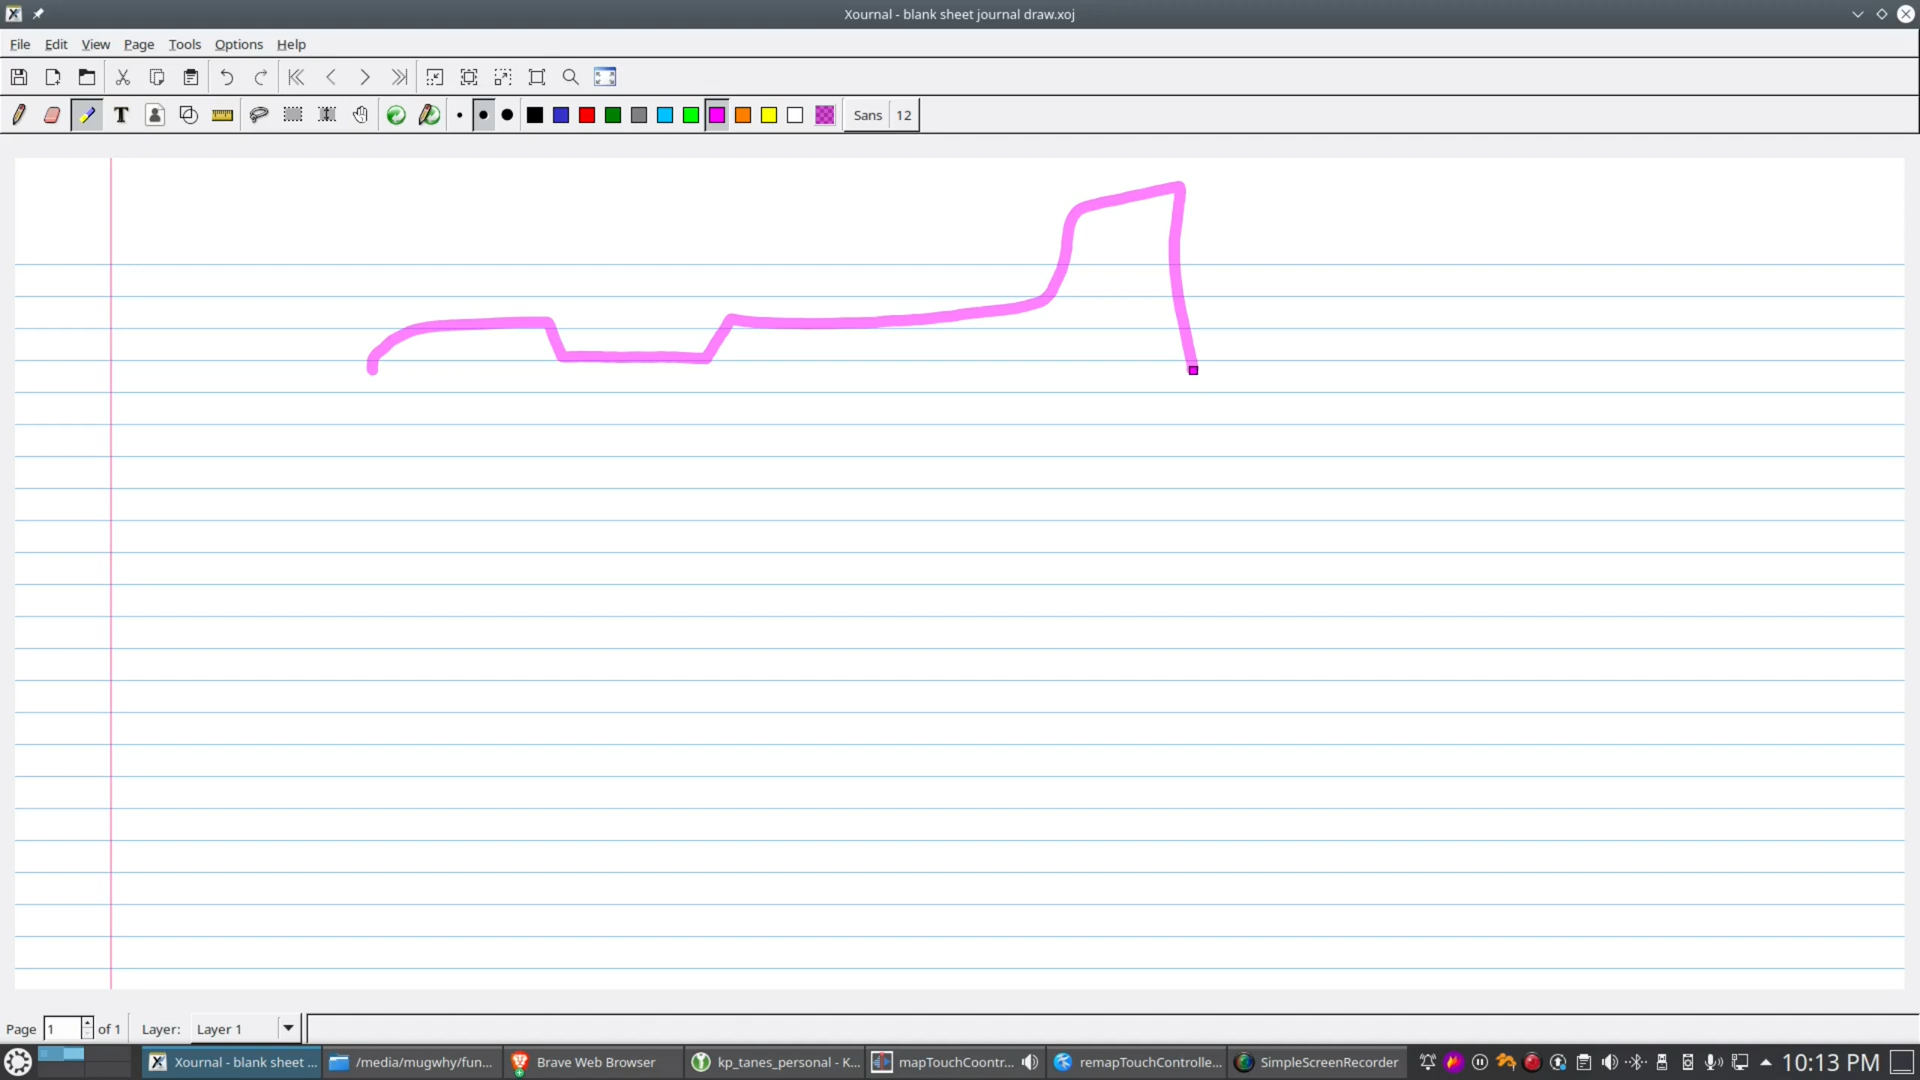 Xournal - blank sheet journal draw.xoj
File Edit View Page Tools Options Help
Sans 12
Page 1 of 1 Layer: Layer 1
Xournal - blank sheet ... /media/mugwhy/fun... Brave Web Browser kp_tanes_personal - K... mapTouchCoontr... remapTouchControlle... SimpleScreenRecorder 10:13 PM